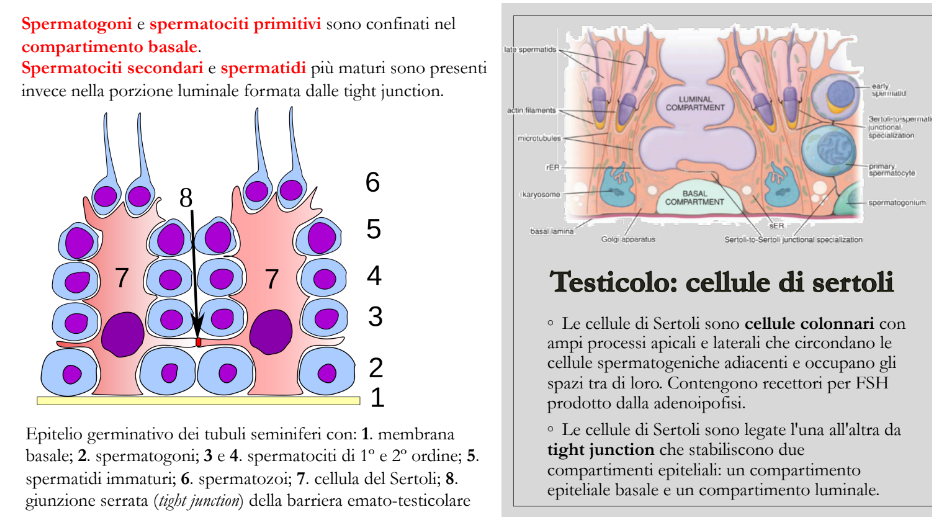 Spermatogoni e spermatociti primitivi sono confinati nel
compartimento basale.
Spermatociti secondari e spermatidi più maturi sono presenti
invece nella porzione luminale formata dalle tight junction.
6
8
5
7
7
4
3
2
1
Epitelio germinativo dei tubuli seminiferi con: 1. membrana
basale; 2. spermatogoni; 3 e 4. spermatociti di 1º e 2º ordine; 5.
spermatidi immaturi; 6. spermatozoi; 7. cellula del Sertoli; 8.
giunzione serrata (tight junction) della barriera emato-testicolare
late spermatids
actin filaments
microtubules
rER
karyosome
basal lamina
Golgi apparatus
LUMINAL
COMPARTMENT
BASAL
COMPARTMENT
sER
Sertoli-to-Sertoli junctional specialization
early
spermatid
Sertoli-to-spermati
junctional
specialization
primary
spermatocyte
spermatogonium
Testicolo: cellule di sertoli
◦ Le cellule di Sertoli sono cellule colonnari con
ampi processi apicali e laterali che circondano le
cellule spermatogeniche adiacenti e occupano gli
spazi tra di loro. Contengono recettori per FSH
prodotto dalla adenoipofisi.
◦ Le cellule di Sertoli sono legate l'una all'altra da
tight junction che stabiliscono due
compartimenti epiteliali: un compartimento
epiteliale basale e un compartimento luminale.